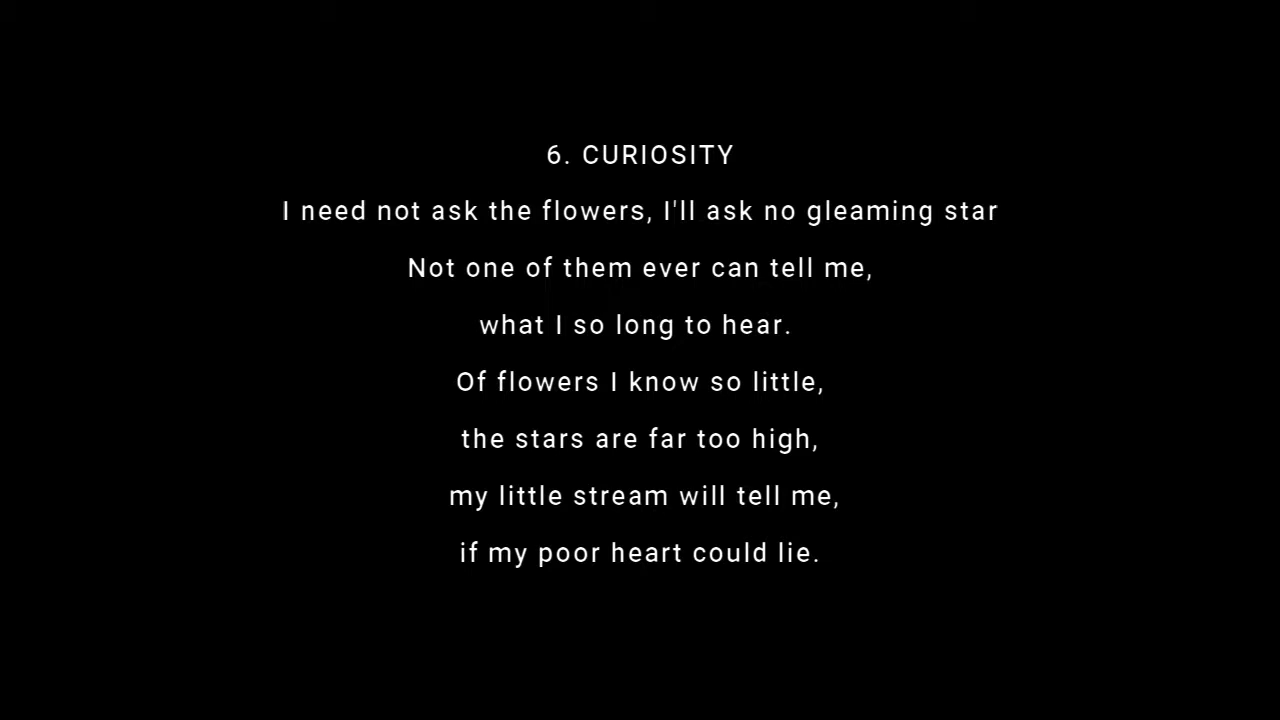 6. CURIOSITY
I need not ask the flowers, I'll ask no gleaming star
Not one of them ever can tell me,
what I so long to hear.
Of flowers I know so little,
the stars are far too high,
my little stream will tell me,
if my poor heart could lie.